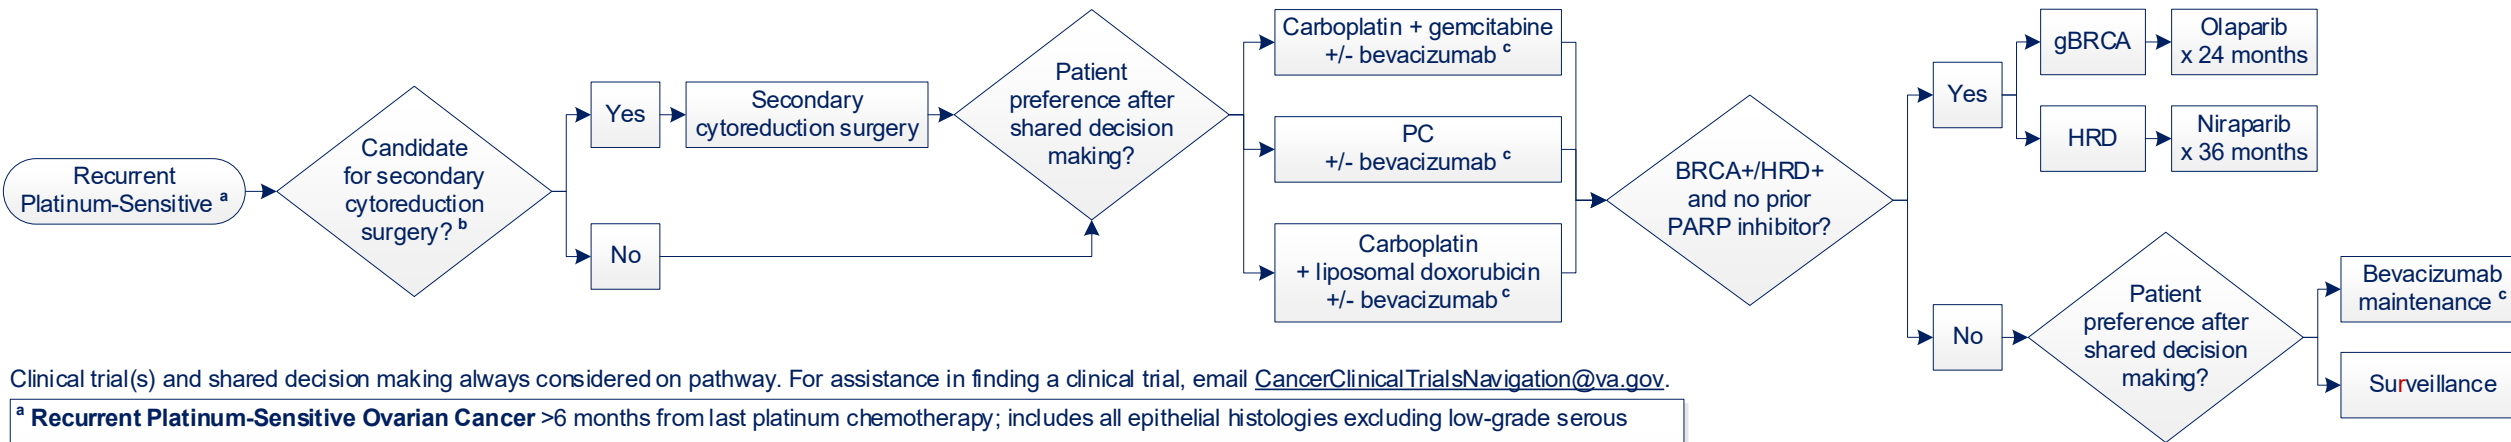 Recurrent
Platinum-Sensitive a
Candidate
for secondary
cytoreduction
surgery? b
Yes
No
Secondary
cytoreduction surgery
Patient
preference after
shared decision
making?
Carboplatin + gemcitabine
+/- bevacizumab c
PC
+/- bevacizumab c
Carboplatin
+ liposomal doxorubicin
+/- bevacizumab c
BRCA+/HRD+
and no prior
PARP inhibitor?
Yes
gBRCA
Olaparib
x 24 months
HRD
Niraparib
x 36 months
No
Patient
preference after
shared decision
making?
Bevacizumab
maintenance c
Surveillance
Clinical trial(s) and shared decision making always considered on pathway. For assistance in finding a clinical trial, email CancerClinicalTrialsNavigation@va.gov.
a Recurrent Platinum-Sensitive Ovarian Cancer >6 months from last platinum chemotherapy; includes all epithelial histologies excluding low-grade serous